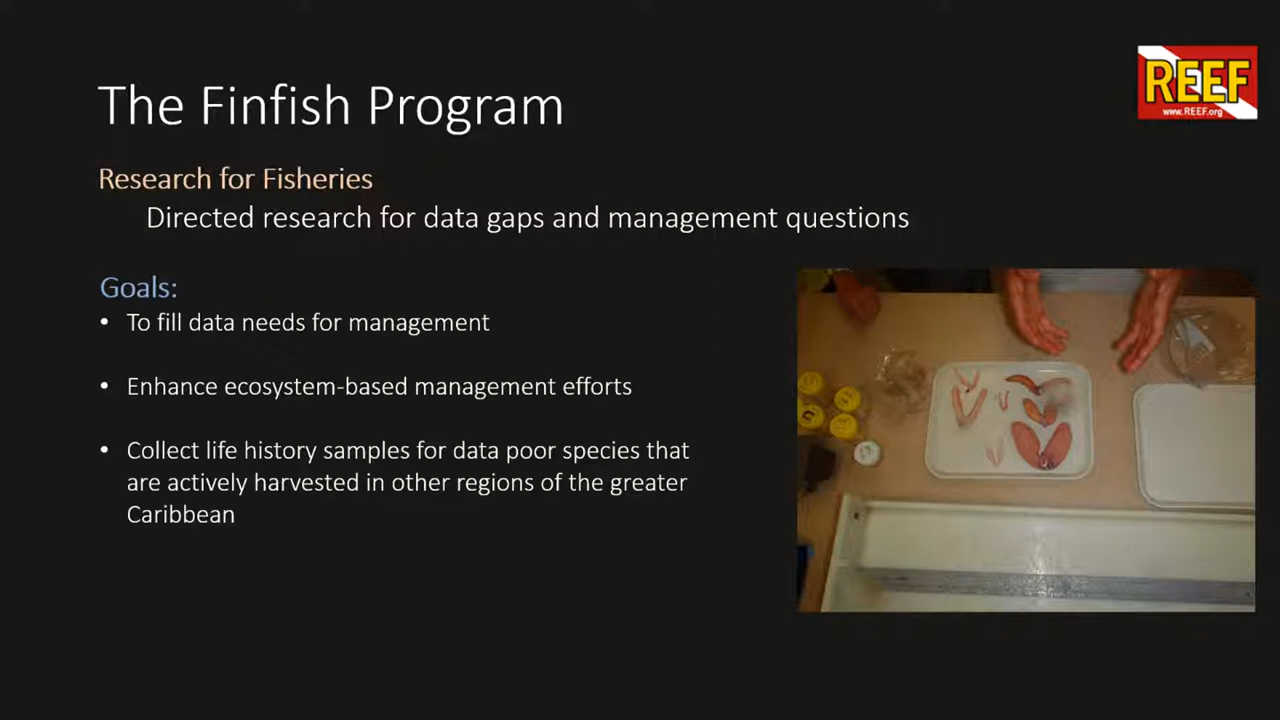 The Finfish Program
REEF
www.REEF.org
Research for Fisheries
Directed research for data gaps and management questions
Goals:
• To fill data needs for management
• Enhance ecosystem-based management efforts
• Collect life history samples for data poor species that
are actively harvested in other regions of the greater
Caribbean